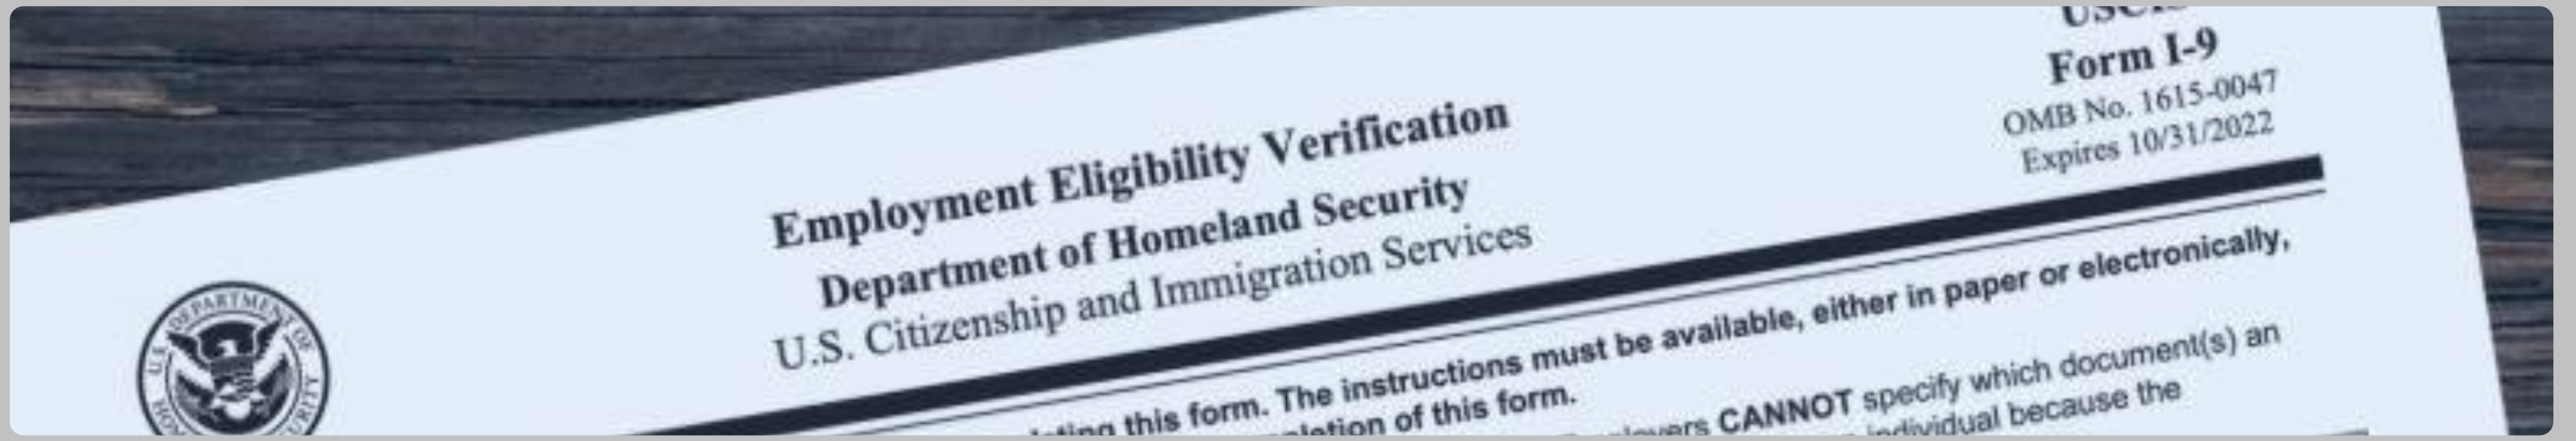 USCIS
Form I-9
OMB No. 1615-0047
Expires 10/31/2022
Employment Eligibility Verification
Department of Homeland Security
U.S. Citizenship and Immigration Services
U.S. DEPARTMENT OF
this form. The instructions must be available, either in paper or electronically,
of this form.
CANNOT specify which document(s) an
individual because the